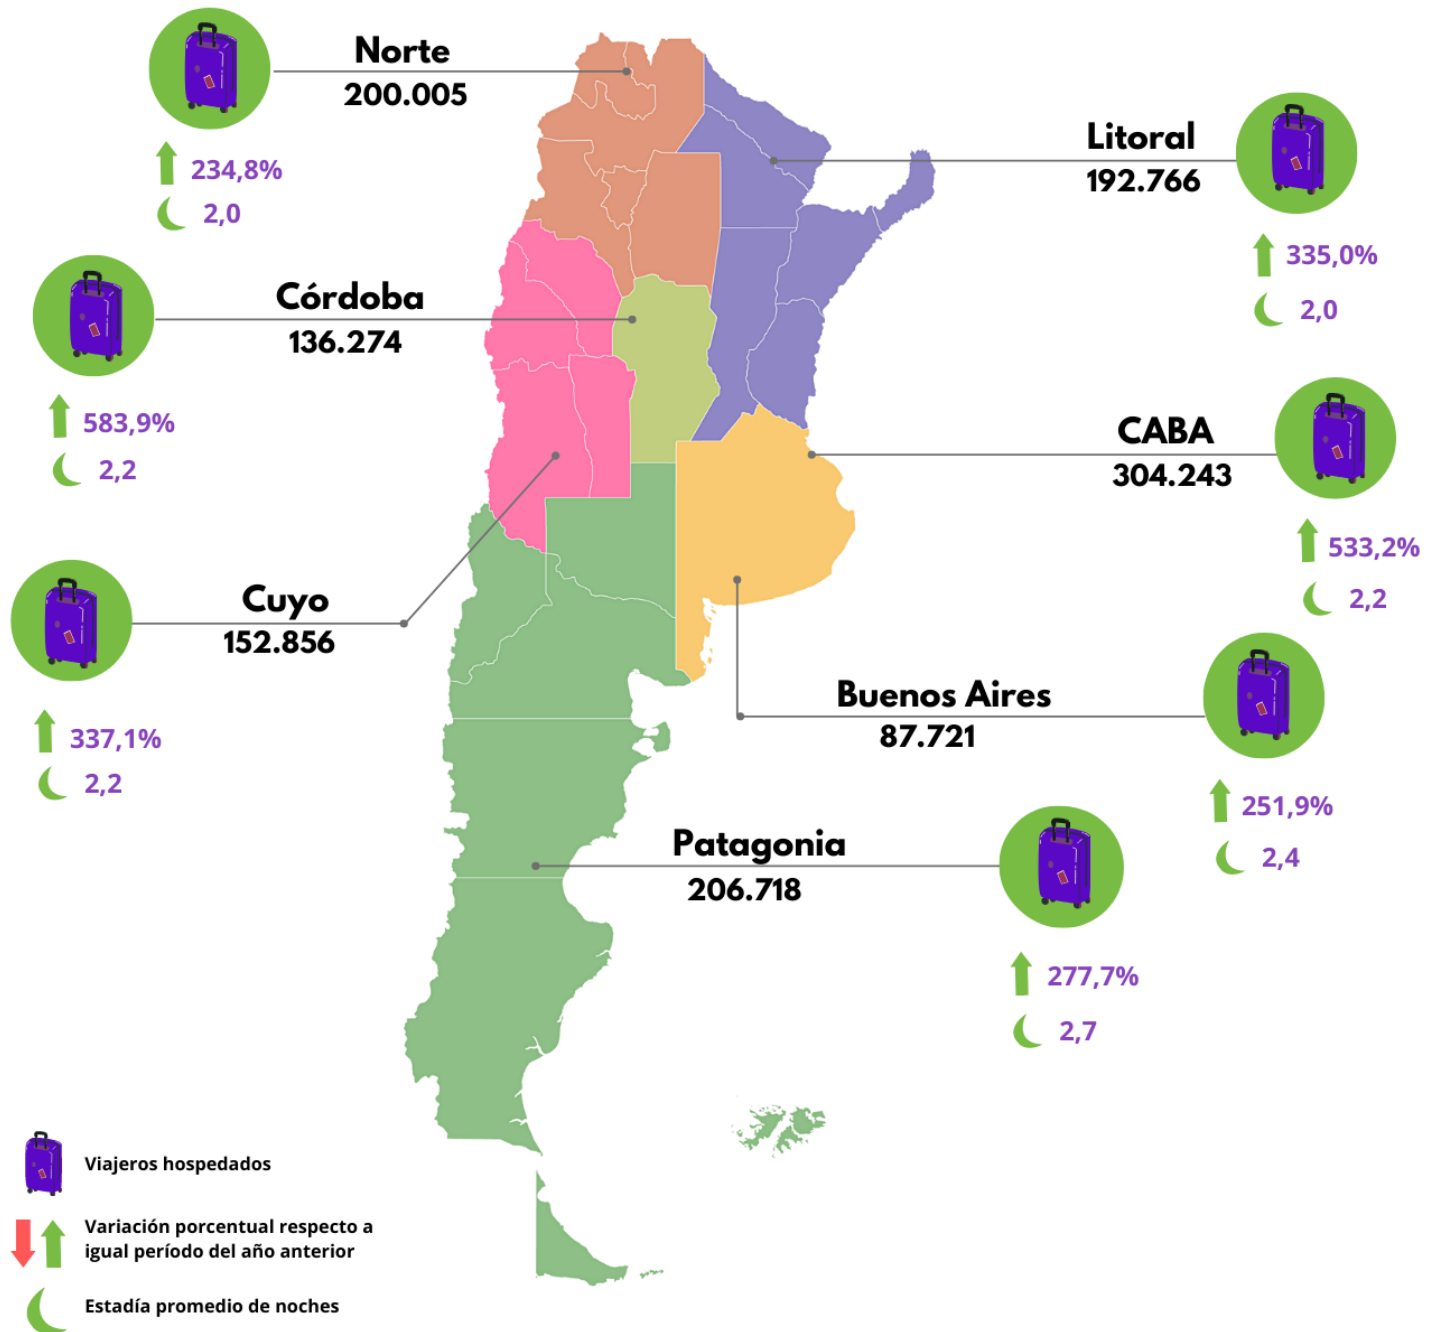 Norte
200.005
234,8%
2,0
Litoral
192.766
335,0%
2,0
Córdoba
136.274
583,9%
2,2
CABA
304.243
533,2%
2,2
Cuyo
152.856
337,1%
2,2
Buenos Aires
87.721
251,9%
2,4
Patagonia
206.718
277,7%
2,7
Viajeros hospedados
Variación porcentual respecto a
igual período del año anterior
Estadía promedio de noches